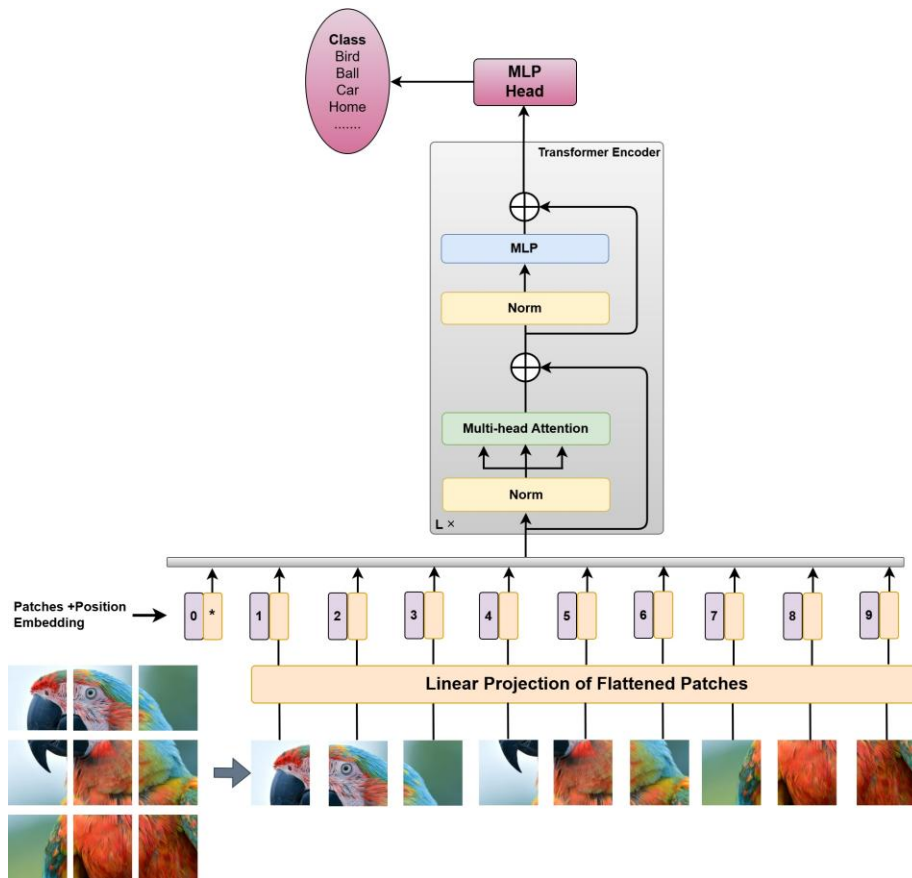 Class
Bird
Ball
Car
Home
.......
MLP
Head
Transformer Encoder
MLP
Norm
Multi-head Attention
Norm
L ×
Patches +Position
Embedding
0 * 1 2 3 4 5 6 7 8 9
Linear Projection of Flattened Patches